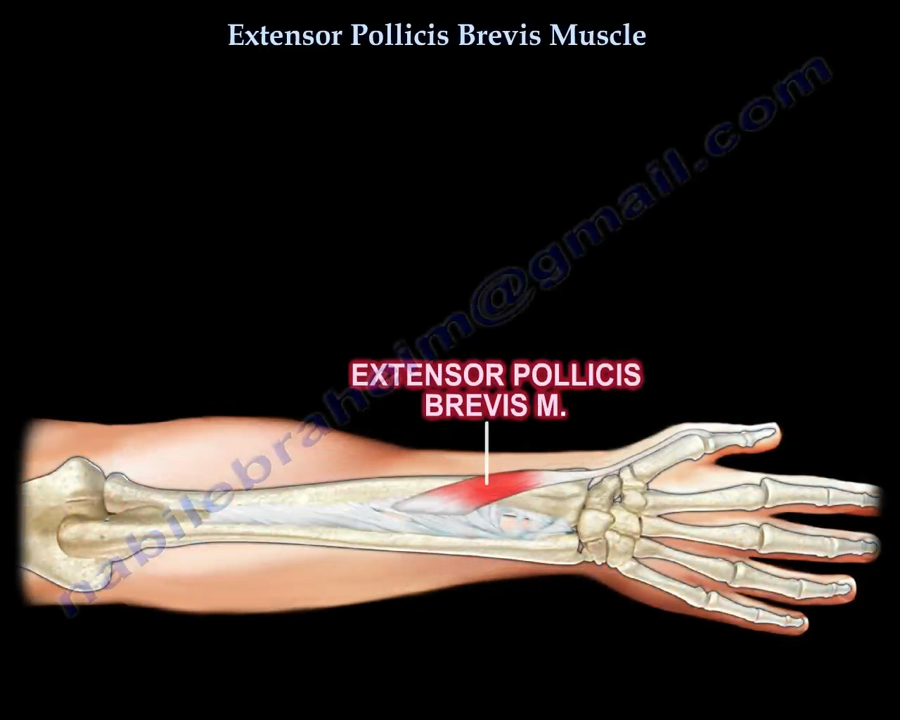 Extensor Pollicis Brevis Muscle
nabilebraheim@gmail.com
EXTENSOR POLLICIS
BREVIS M.